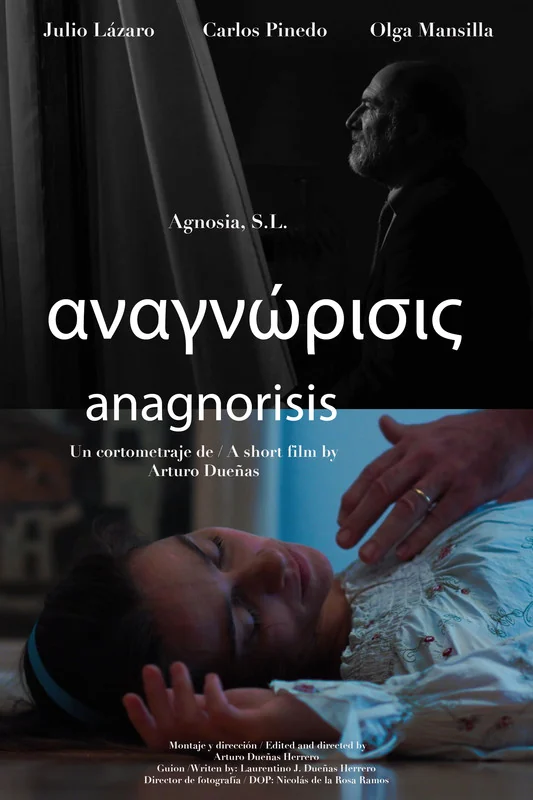 Julio Lázaro Carlos Pinedo Olga Mansilla
Agnosia, S.L.
αναγνώρισις
anagnorisis
Un cortometraje de / A short film by
Arturo Dueñas
Montaje y dirección / Edited and directed by
Arturo Dueñas Herrero
Guion /Writen by: Laurentino J. Dueñas Herrero
Director de fotografía / DOP: Nicolás de la Rosa Ramos